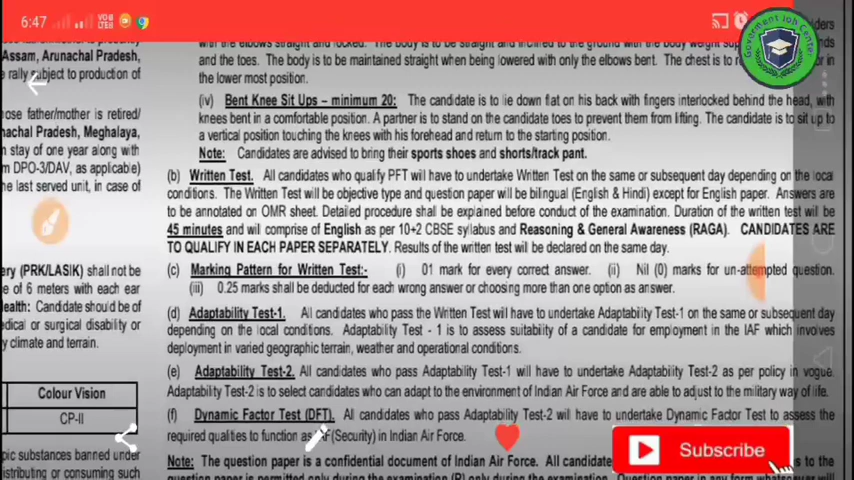 6:47
VoB
LTEB
Government Job Center
Assam, Arunachal Pradesh,
e rally subject to production of
nose father/mother is retired/
nachal Pradesh, Meghalaya,
n stay of one year along with
m DPO-3/DAV, as applicable)
the last served unit, in case of
ery (PRK/LASIK) shall not be
e of 6 meters with each ear
Health: Candidate should be of
edical or surgical disability or
y climate and terrain.
Colour Vision
CP-II
opic substances banned under
distributing or consuming such
with the elbows straight and locked. The body is to be straight and inclined to the ground with the body weight
and the toes. The body is to be maintained straight when being lowered with only the elbows bent. The chest is to
the lower most position.
(iv) Bent Knee Sit Ups – minimum 20: The candidate is to lie down flat on his back with fingers interlocked behind the head, with
knees bent in a comfortable position. A partner is to stand on the candidate toes to prevent them from lifting. The candidate is to sit up to
a vertical position touching the knees with his forehead and return to the starting position.
Note: Candidates are advised to bring their sports shoes and shorts/track pant.
(b) Written Test. All candidates who qualify PFT will have to undertake Written Test on the same or subsequent day depending on the local
conditions. The Written Test will be objective type and question paper will be bilingual (English & Hindi) except for English paper. Answers are
to be annotated on OMR sheet. Detailed procedure shall be explained before conduct of the examination. Duration of the written test will be
45 minutes and will comprise of English as per 10+2 CBSE syllabus and Reasoning & General Awareness (RAGA). CANDIDATES ARE
TO QUALIFY IN EACH PAPER SEPARATELY. Results of the written test will be declared on the same day.
(c) Marking Pattern for Written Test:- (i) 01 mark for every correct answer. (ii) Nil (0) marks for un-attempted question.
(iii) 0.25 marks shall be deducted for each wrong answer or choosing more than one option as answer.
(d) Adaptability Test-1. All candidates who pass the Written Test will have to undertake Adaptability Test-1 on the same or subsequent day
depending on the local conditions. Adaptability Test - 1 is to assess suitability of a candidate for employment in the IAF which involves
deployment in varied geographic terrain, weather and operational conditions.
(e) Adaptability Test-2. All candidates who pass Adaptability Test-1 will have to undertake Adaptability Test-2 as per policy in vogue.
Adaptability Test-2 is to select candidates who can adapt to the environment of Indian Air Force and are able to adjust to the military way of life.
(f) Dynamic Factor Test (DFT). All candidates who pass Adaptability Test-2 will have to undertake Dynamic Factor Test to assess the
required qualities to function as IAF(Security) in Indian Air Force.
Note: The question paper is a confidential document of Indian Air Force. All
question paper is permitted only during the examination
Subscribe